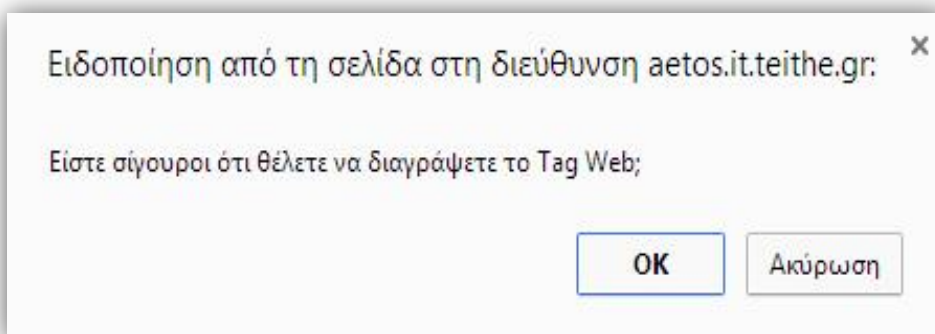 Ειδοποίηση από τη σελίδα στη διεύθυνση aetos.it.teithe.gr:
Είστε σίγουροι ότι θέλετε να διαγράψετε το Tag Web;
OK Ακύρωση